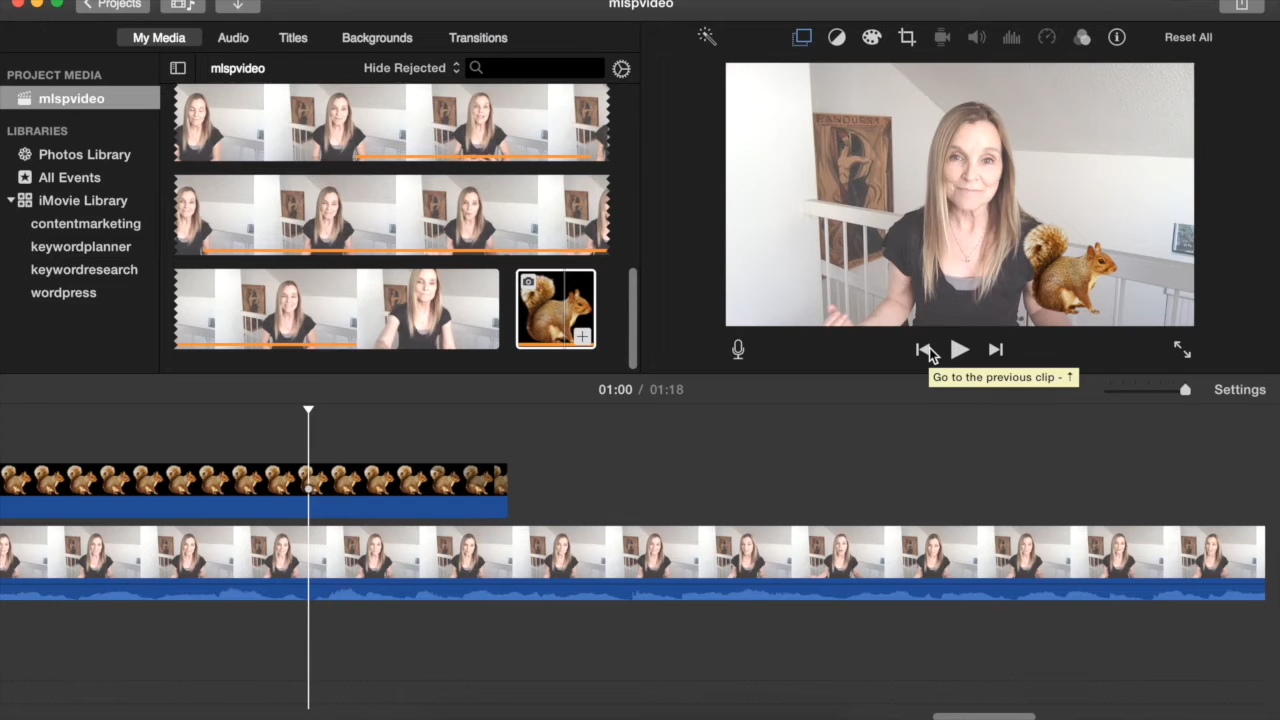 Projects
mlspvideo
My Media
Audio
Titles
Backgrounds
Transitions
Reset All
PROJECT MEDIA
mlspvideo
Hide Rejected
mlspvideo
LIBRARIES
Photos Library
All Events
iMovie Library
contentmarketing
keywordplanner
keywordresearch
wordpress
PANDORA
Go to the previous clip - ↑
01:00 / 01:18
Settings